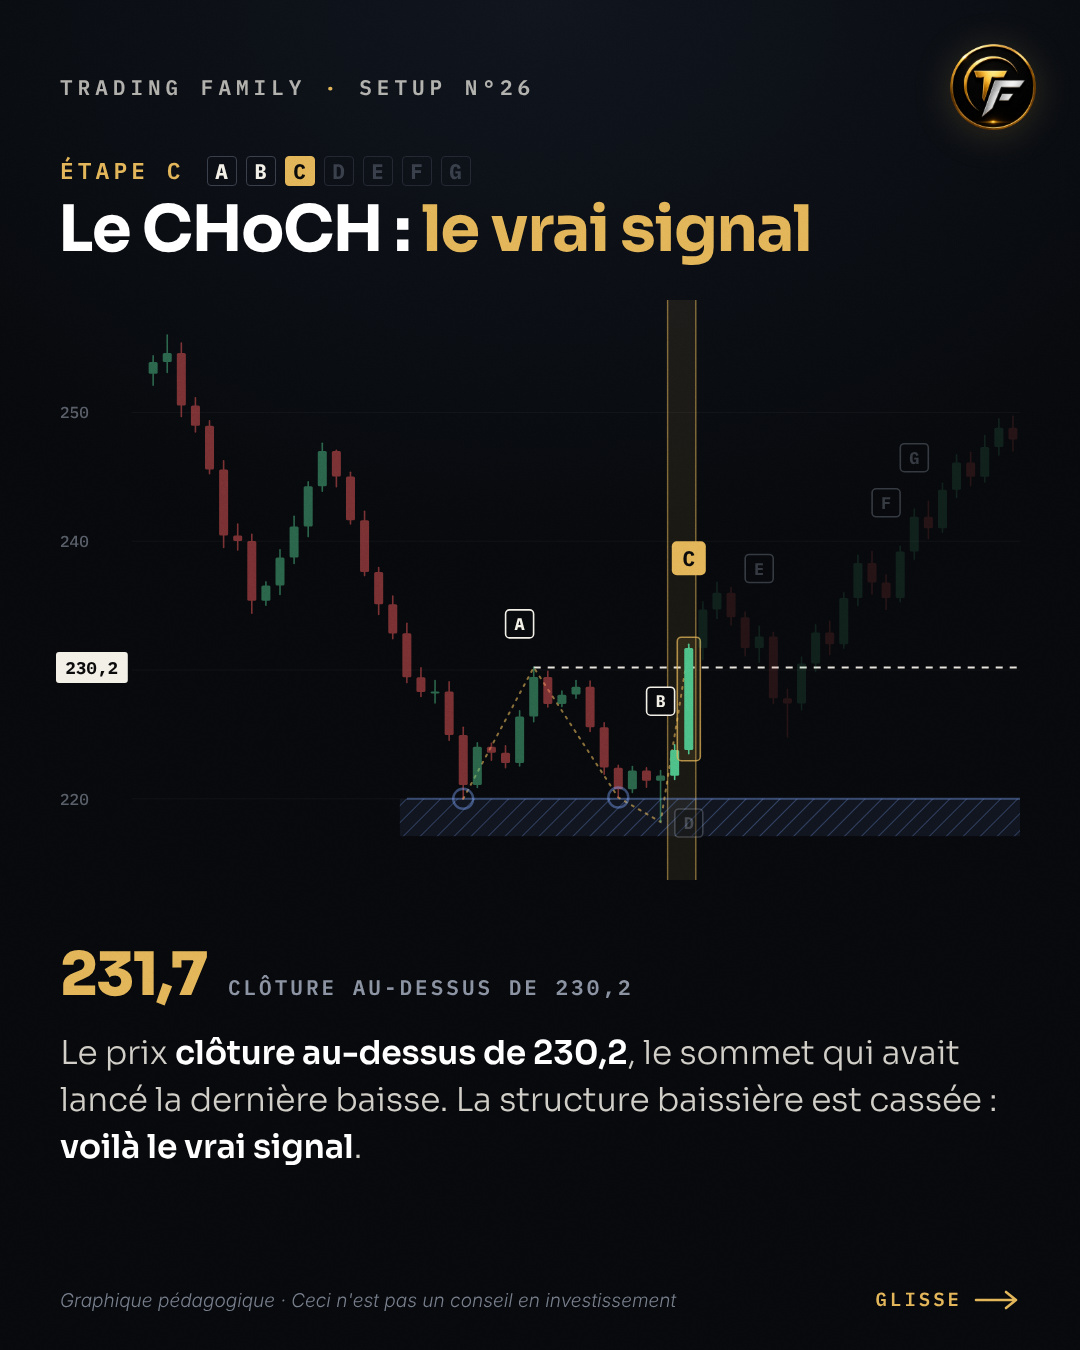 TRADING FAMILY · SETUP N°26
TF
ÉTAPE C A B C D E F G
Le CHoCH : le vrai signal
250
240
230,2
220
A
B
C
D
E
F
G
231,7 CLÔTURE AU-DESSUS DE 230,2
Le prix clôture au-dessus de 230,2, le sommet qui avait
lancé la dernière baisse. La structure baissière est cassée :
voilà le vrai signal.
Graphique pédagogique · Ceci n'est pas un conseil en investissement
GLISSE →